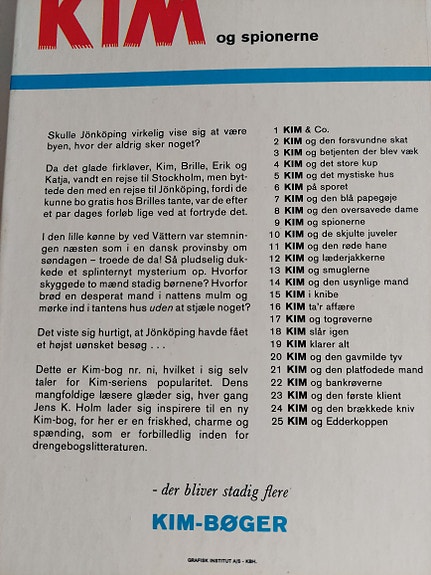 KIM
og spionerne
Skulle Jönköping virkelig vise sig at være
byen, hvor der aldrig sker noget?
Da det glade firkløver, Kim, Brille, Erik og
Katja, vandt en rejse til Stockholm, men byt-
tede den med en rejse til Jönköping, fordi de
kunne bo gratis hos Brilles tante, var de efter
et par dages forløb lige ved at fortryde det.
I den lille kønne by ved Vättern var stemnin-
gen næsten som i en dansk provinsby om
søndagen – troede de da! Så pludselig duk-
kede et splinternyt mysterium op. Hvorfor
skyggede to mænd stadig børnene? Hvorfor
brød en desperat mand i nattens mulm og
mørke ind i tantens hus uden at stjæle noget?
Det viste sig hurtigt, at Jönköping havde fået
et højst uønsket besøg . . .
Dette er Kim-bog nr. ni, hvilket i sig selv
taler for Kim-seriens popularitet. Dens
mangfoldige læsere glæder sig, hver gang
Jens K. Holm lader sig inspirere til en ny
Kim-bog, for her er en friskhed, charme og
spænding, som er forbilledlig inden for
drengebogslitteraturen.
1 KIM & Co.
2 KIM og den forsvundne skat
3 KIM og betjenten der blev væk
4 KIM og det store kup
5 KIM og det mystiske hus
6 KIM på sporet
7 KIM og den blå papegøje
8 KIM og den oversavede dame
9 KIM og spionerne
10 KIM og de skjulte juveler
11 KIM og den røde hane
12 KIM og læderjakkerne
13 KIM og smuglerne
14 KIM og den usynlige mand
15 KIM i knibe
16 KIM ta'r affære
17 KIM og togrøverne
18 KIM slår igen
19 KIM klarer alt
20 KIM og den gavmilde tyv
21 KIM og den platfodede mand
22 KIM og bankrøverne
23 KIM og den første klient
24 KIM og den brækkede kniv
25 KIM og Edderkoppen
- der bliver stadig flere
KIM-BØGER
GRAFISK INSTITUT A/S - KBH.